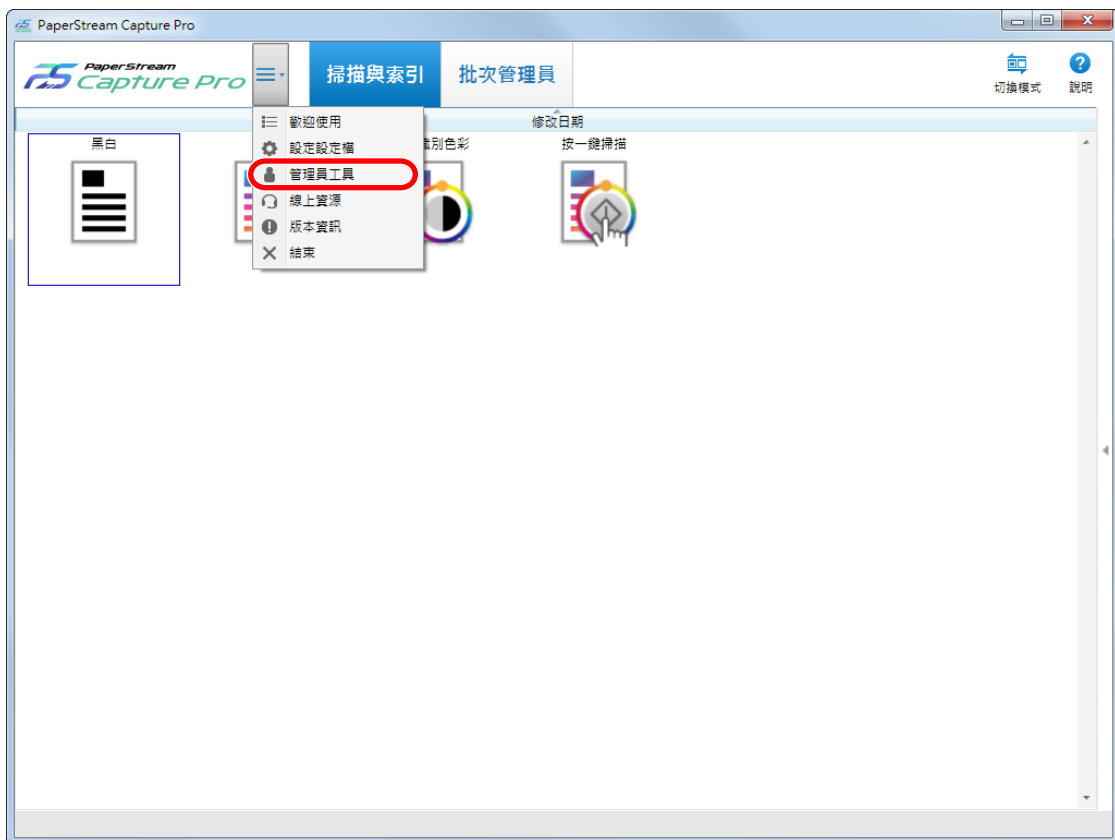 PaperStream Capture Pro
PaperStream
Capture Pro
掃描與索引
批次管理員
切換模式
說明
修改日期
歡迎使用
設定設定檔
管理員工具
線上資源
版本資訊
結束
黑白
識別色彩
按一鍵掃描